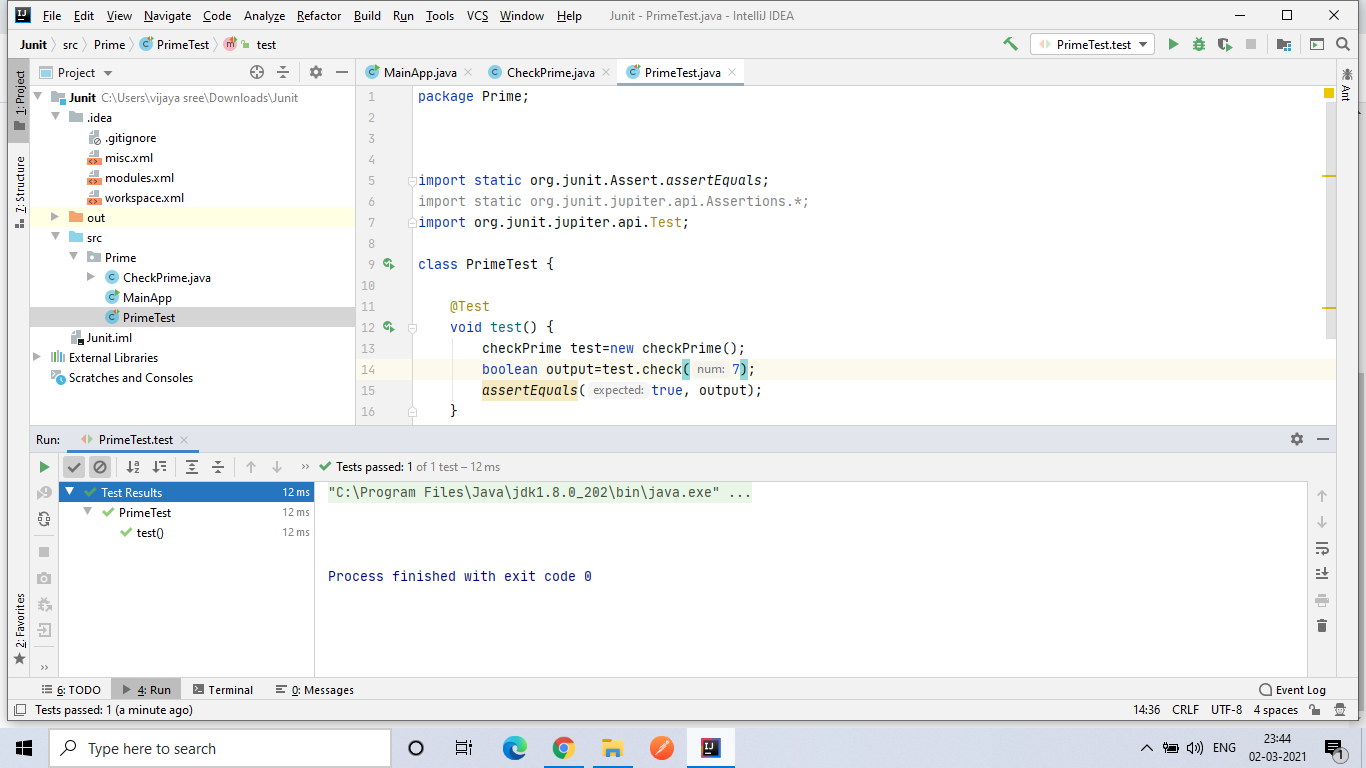 File Edit View Navigate Code Analyze Refactor Build Run Tools VCS Window Help Junit - PrimeTest.java - IntelliJ IDEA
Junit src Prime PrimeTest m test PrimeTest.test
Project MainApp.java CheckPrime.java PrimeTest.java
1: Project
Ant
Junit C:\Users\vijaya sree\Downloads\Junit
.idea
.gitignore
misc.xml
modules.xml
workspace.xml
out
src
Prime
CheckPrime.java
MainApp
PrimeTest
Junit.iml
External Libraries
Scratches and Consoles
7: Structure
1 package Prime;
2
3
4
5 import static org.junit.Assert.assertEquals;
6 import static org.junit.jupiter.api.Assertions.*;
7 import org.junit.jupiter.api.Test;
8
9 class PrimeTest {
10
11 @Test
12 void test() {
13 checkPrime test=new checkPrime();
14 boolean output=test.check( num: 7);
15 assertEquals( expected: true, output);
16 }
Run: PrimeTest.test
Tests passed: 1 of 1 test – 12 ms
Test Results 12 ms
PrimeTest 12 ms
test() 12 ms
"C:\Program Files\Java\jdk1.8.0_202\bin\java.exe" ...
Process finished with exit code 0
2: Favorites
6: TODO 4: Run Terminal 0: Messages Event Log
Tests passed: 1 (a minute ago) 14:36 CRLF UTF-8 4 spaces
Type here to search ENG 23:44
02-03-2021 1